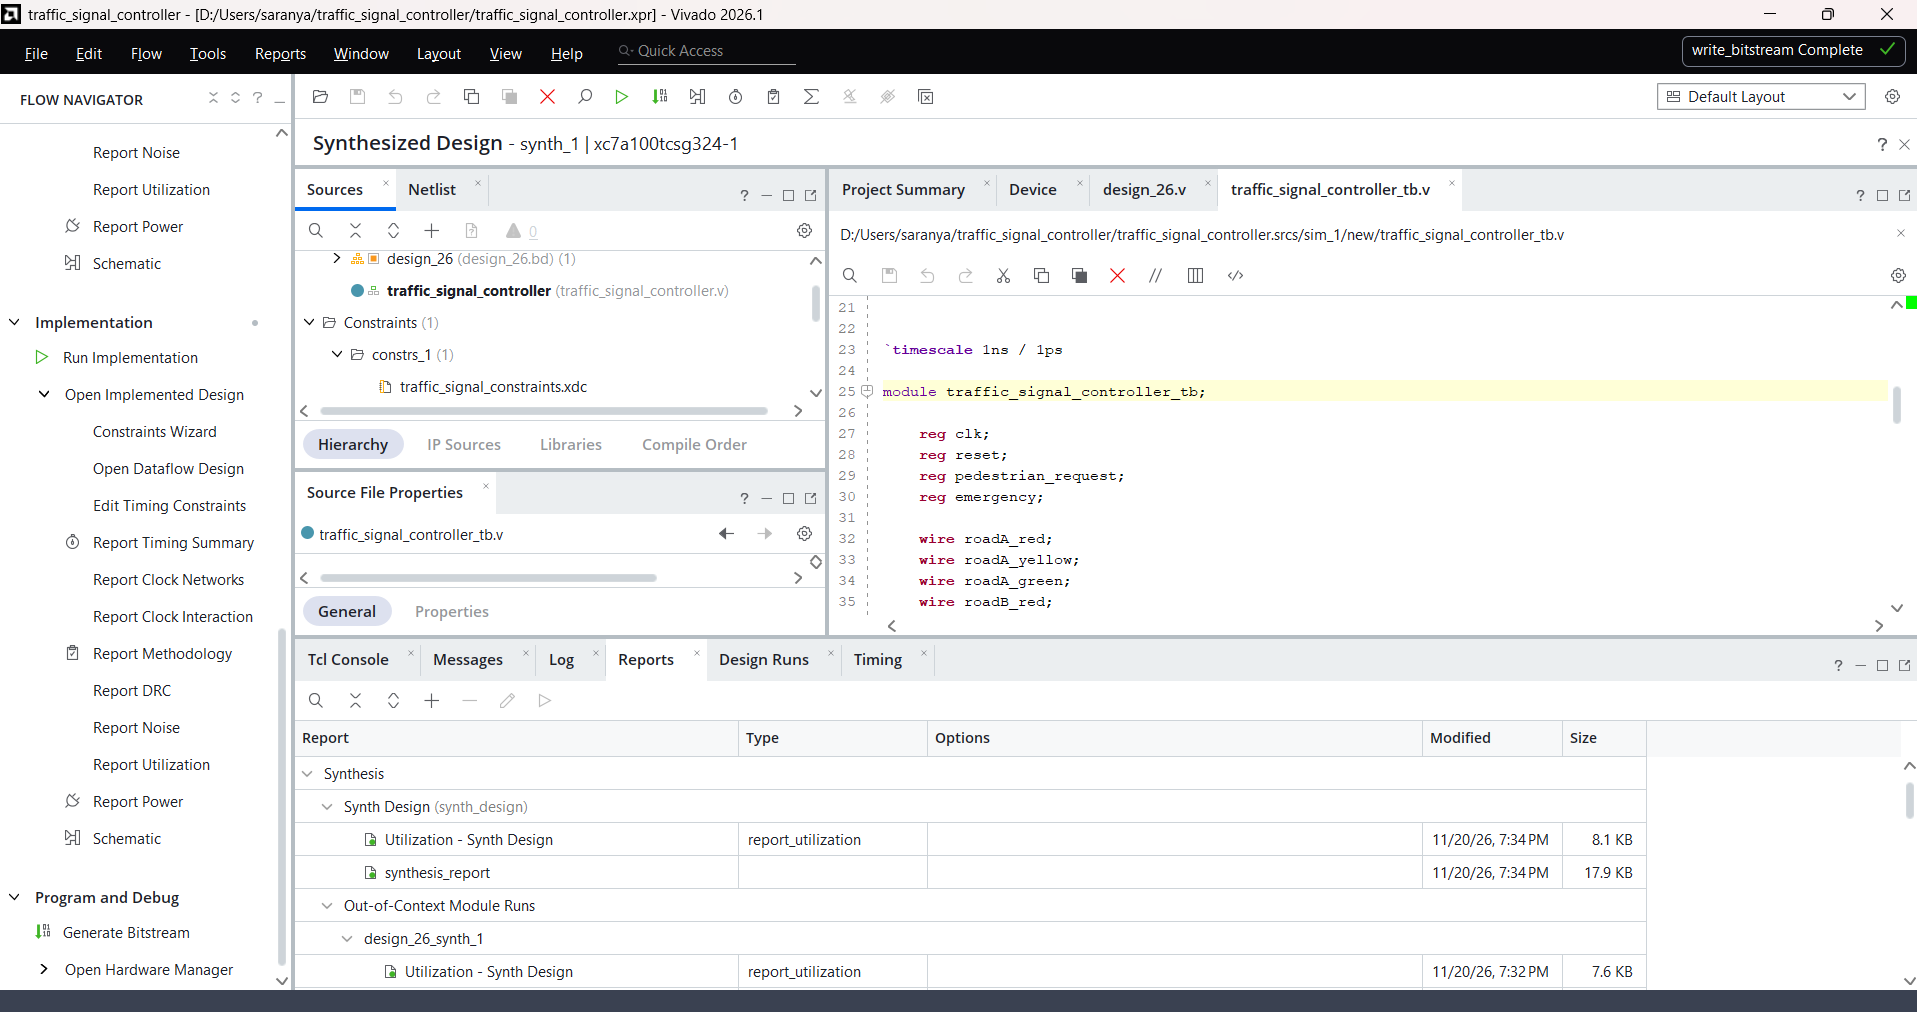 traffic_signal_controller - [D:/Users/saranya/traffic_signal_controller/traffic_signal_controller.xpr] - Vivado 2026.1
File Edit Flow Tools Reports Window Layout View Help Quick Access write_bitstream Complete
FLOW NAVIGATOR
Default Layout
Synthesized Design - synth_1 | xc7a100tcsg324-1
Report Noise
Report Utilization
Report Power
Schematic
Implementation
Run Implementation
Open Implemented Design
Constraints Wizard
Open Dataflow Design
Edit Timing Constraints
Report Timing Summary
Report Clock Networks
Report Clock Interaction
Report Methodology
Report DRC
Report Noise
Report Utilization
Report Power
Schematic
Program and Debug
Generate Bitstream
Open Hardware Manager
Sources Netlist
0
design_26 (design_26.bd) (1)
traffic_signal_controller (traffic_signal_controller.v)
Constraints (1)
constrs_1 (1)
traffic_signal_constraints.xdc
Hierarchy IP Sources Libraries Compile Order
Source File Properties
traffic_signal_controller_tb.v
General Properties
Project Summary Device design_26.v traffic_signal_controller_tb.v
D:/Users/saranya/traffic_signal_controller/traffic_signal_controller.srcs/sim_1/new/traffic_signal_controller_tb.v
21
22
23 `timescale 1ns / 1ps
24
25 module traffic_signal_controller_tb;
26
27 reg clk;
28 reg reset;
29 reg pedestrian_request;
30 reg emergency;
31
32 wire roadA_red;
33 wire roadA_yellow;
34 wire roadA_green;
35 wire roadB_red;
Tcl Console Messages Log Reports Design Runs Timing
Report Type Options Modified Size
Synthesis
Synth Design (synth_design)
Utilization - Synth Design report_utilization 11/20/26, 7:34 PM 8.1 KB
synthesis_report 11/20/26, 7:34 PM 17.9 KB
Out-of-Context Module Runs
design_26_synth_1
Utilization - Synth Design report_utilization 11/20/26, 7:32 PM 7.6 KB